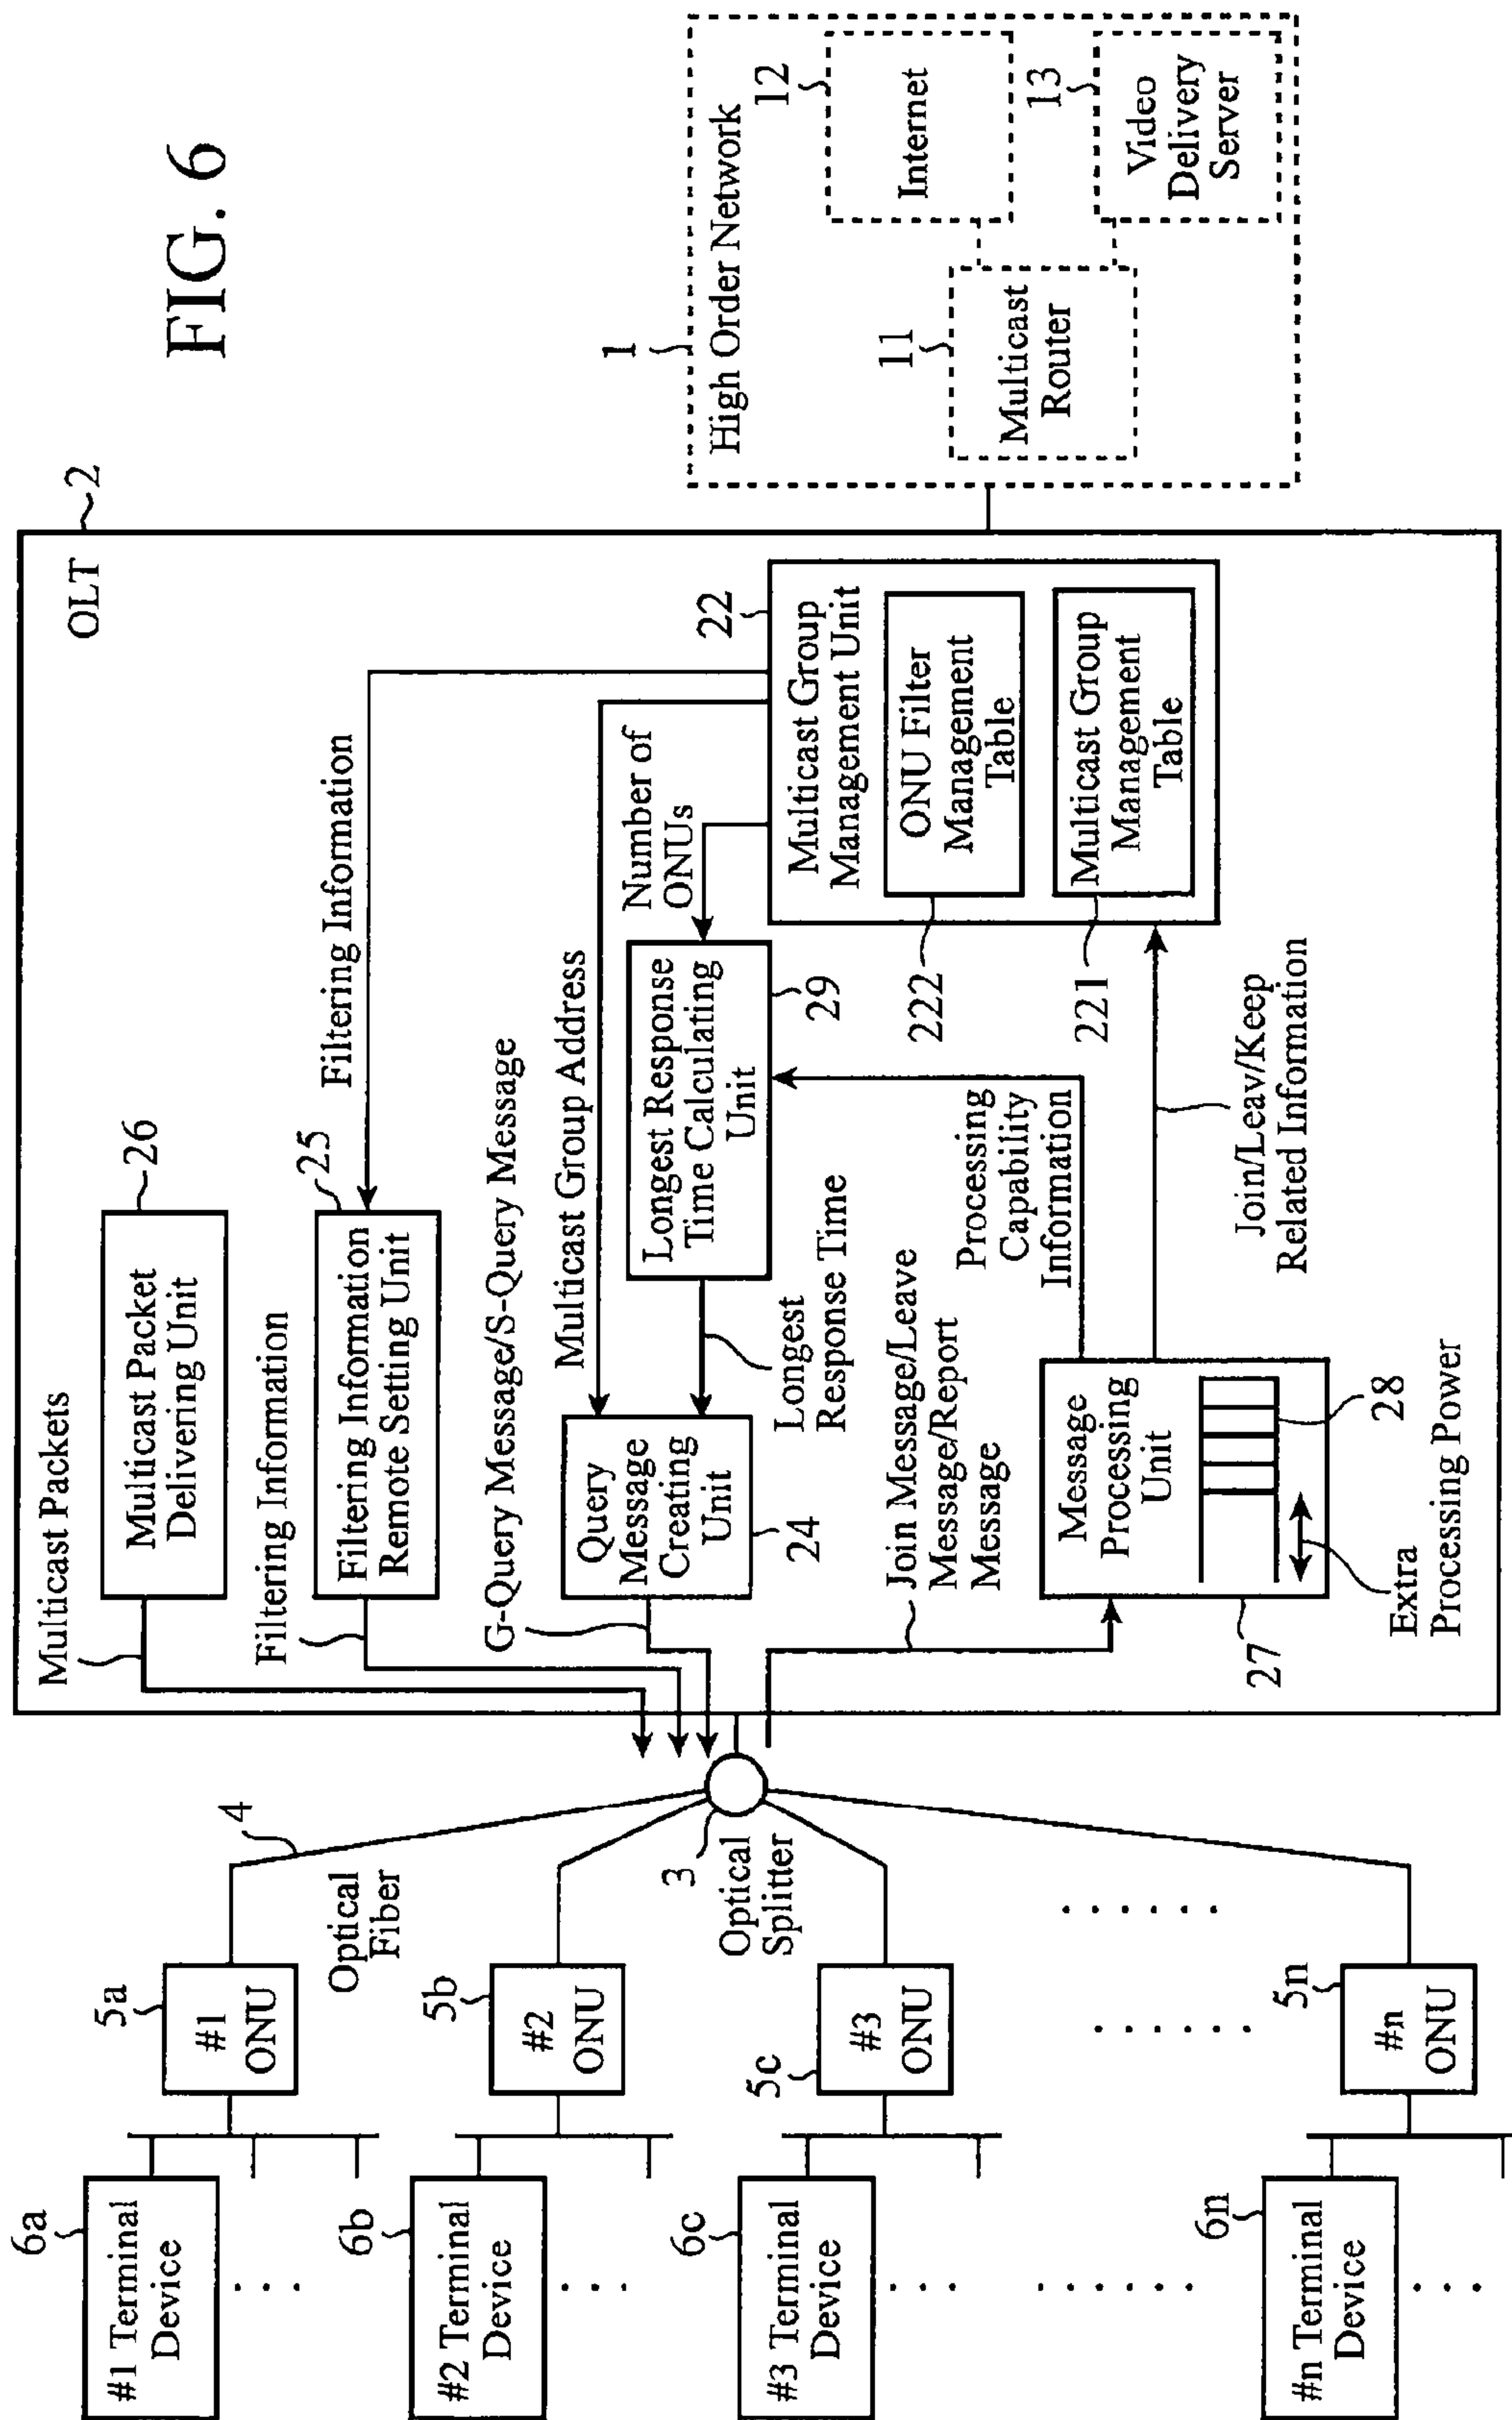 FIG. 6
6a
#1 Terminal
Device
6b
#2 Terminal
Device
6c
#3 Terminal
Device
6n
#n Terminal
Device
5a
#1
ONU
5b
#2
ONU
5c
#3
ONU
5n
#n
ONU
4
Optical
Fiber
3
Optical
Splitter
OLT
2
Multicast Packets
Multicast Packet
Delivering Unit
26
Filtering Information
Filtering Information
Remote Setting Unit
25
Filtering Information
G-Query Message/S-Query Message
Query
Message
Creating
Unit
24
Multicast Group Address
Longest
Response Time
Longest Response
Time Calculating
Unit
29
Number of
ONUs
Join Message/Leave
Message/Report
Message
Message
Processing
Unit
27
28
Extra
Processing Power
Processing
Capability
Information
Join/Leav/Keep
Related Information
22
Multicast Group
Management Unit
ONU Filter
Management
Table
222
Multicast Group
Management
Table
221
1
High Order Network
11
Multicast
Router
12
Internet
13
Video
Delivery
Server